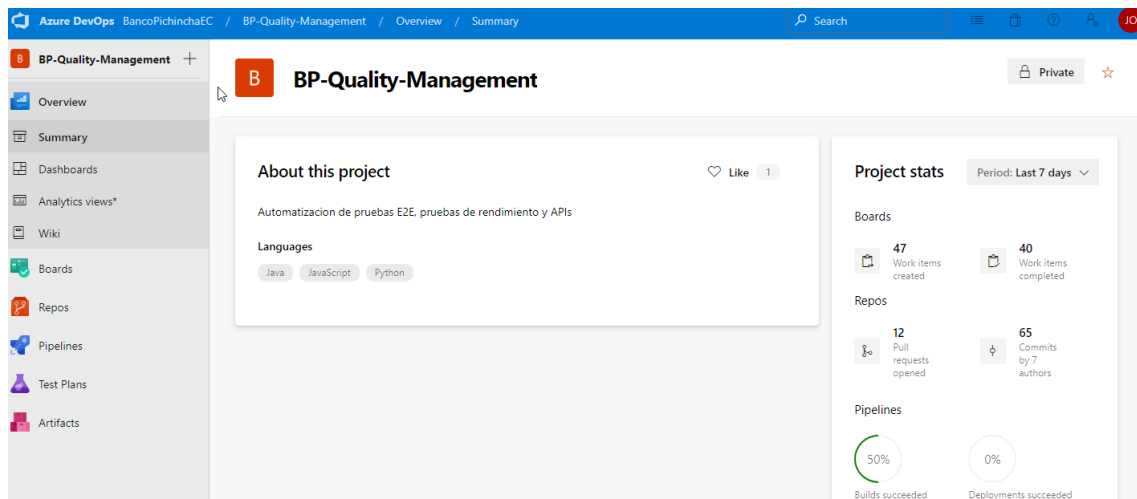 Azure DevOps BancoPichinchaEC / BP-Quality-Management / Overview / Summary
Search
JO
B BP-Quality-Management
Overview
Summary
Dashboards
Analytics views*
Wiki
Boards
Repos
Pipelines
Test Plans
Artifacts
B BP-Quality-Management
Private
About this project
Like 1
Automatizacion de pruebas E2E, pruebas de rendimiento y APIs
Languages
Java JavaScript Python
Project stats
Period: Last 7 days
Boards
47
Work items
created
40
Work items
completed
Repos
12
Pull
requests
opened
65
Commits
by 7
authors
Pipelines
50%
0%
Builds succeeded
Deployments succeeded